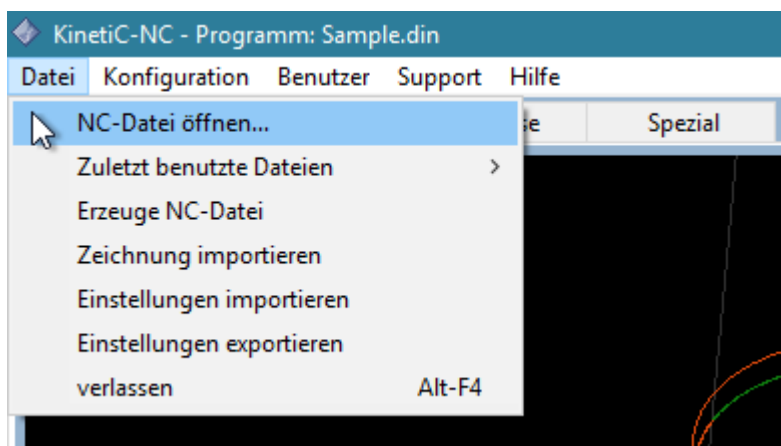 KinetiC-NC - Programm: Sample.din
Datei Konfiguration Benutzer Support Hilfe
NC-Datei öffnen...
Spezial
Zuletzt benutzte Dateien >
Erzeuge NC-Datei
Zeichnung importieren
Einstellungen importieren
Einstellungen exportieren
verlassen Alt-F4